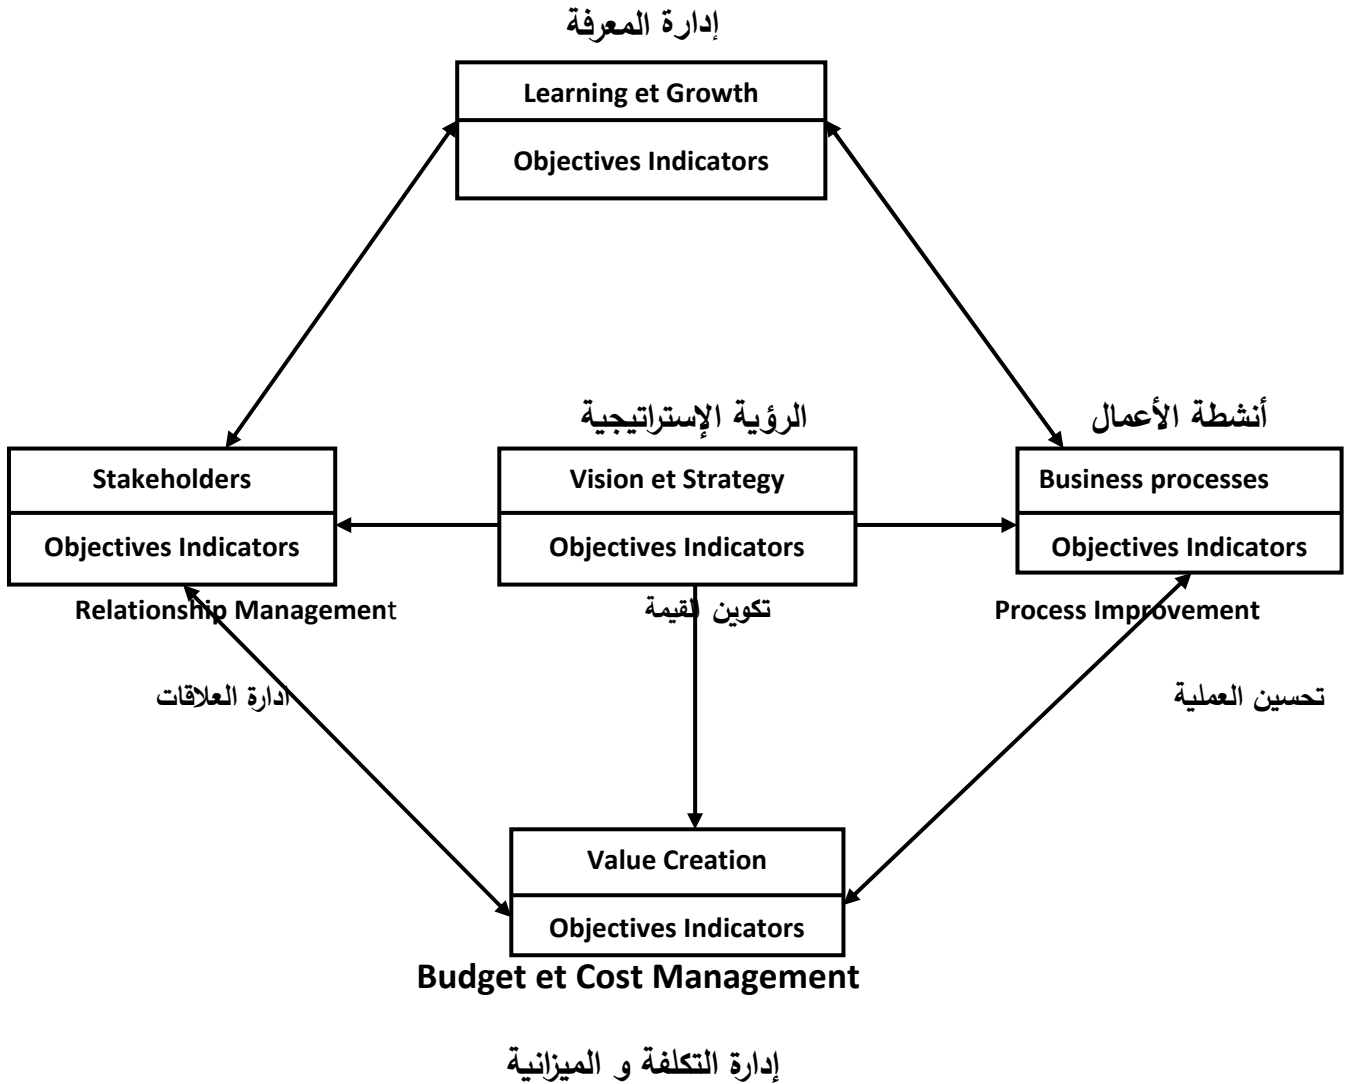 إدارة المعرفة
Learning et Growth
Objectives Indicators
الرؤية الإستراتيجية
أنشطة الأعمال
Stakeholders
Vision et Strategy
Business processes
Objectives Indicators
Objectives Indicators
Objectives Indicators
Relationship Management
تكوين القيمة
Process Improvement
ادارة العلاقات
تحسين العملية
Value Creation
Objectives Indicators
Budget et Cost Management
إدارة التكلفة و الميزانية